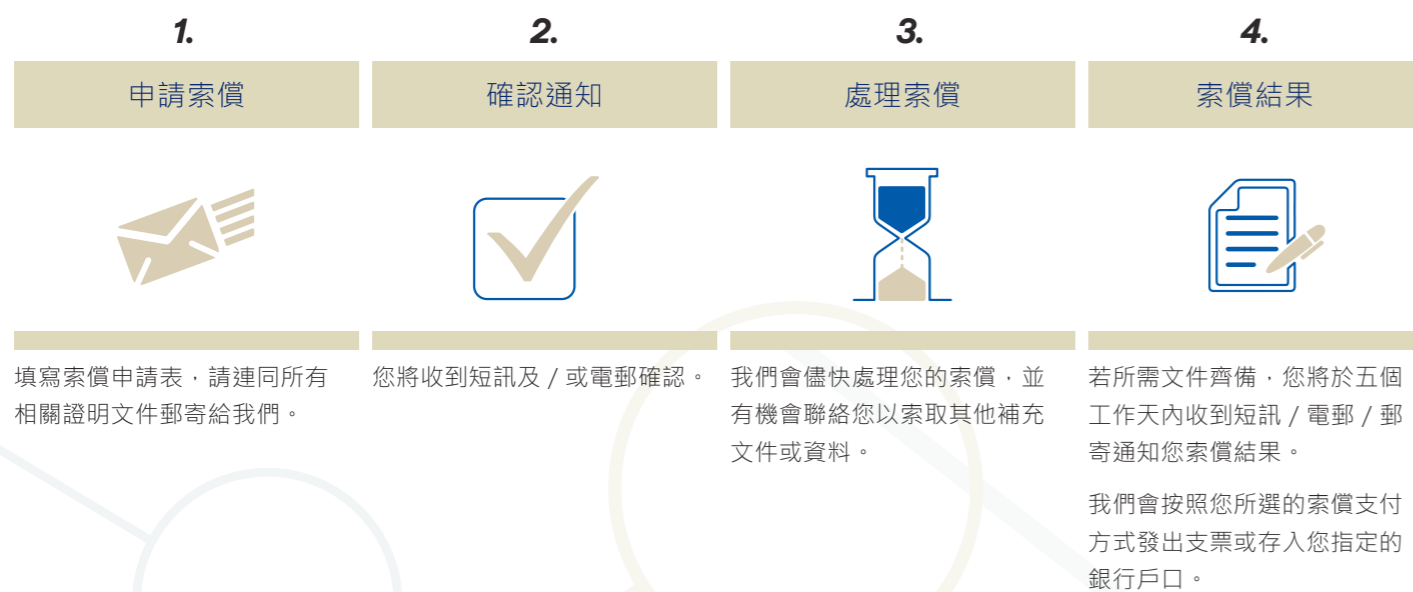 1.
申請索償
填寫索償申請表，請連同所有
相關證明文件郵寄給我們。
2.
確認通知
您將收到短訊及 / 或電郵確認。
3.
處理索償
我們會儘快處理您的索償，並
有機會聯絡您以索取其他補充
文件或資料。
4.
索償結果
若所需文件齊備，您將於五個
工作天內收到短訊 / 電郵 / 郵
寄通知您索償結果。
我們會按照您所選的索償支付
方式發出支票或存入您指定的
銀行戶口。